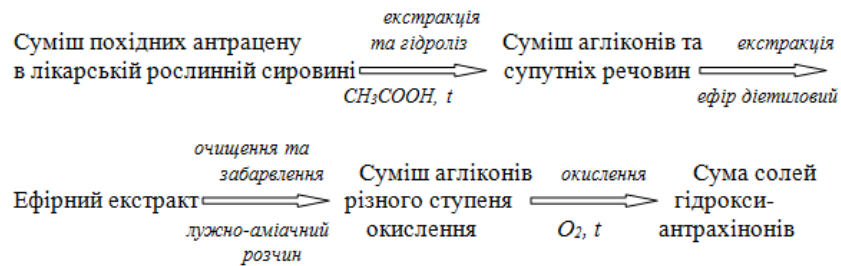 екстракція
та гідроліз
Суміш похідних антрацену
в лікарській рослинній сировині
CH3COOH, t
Суміш агліконів та
супутніх речовин
екстракція
ефір діетиловий
очищення та
забарвлення
Ефірний екстракт
лужно-аміачний
розчин
Суміш агліконів
різного ступеня
окислення
окислення
O2, t
Сума солей
гідрокси-
антрахінонів